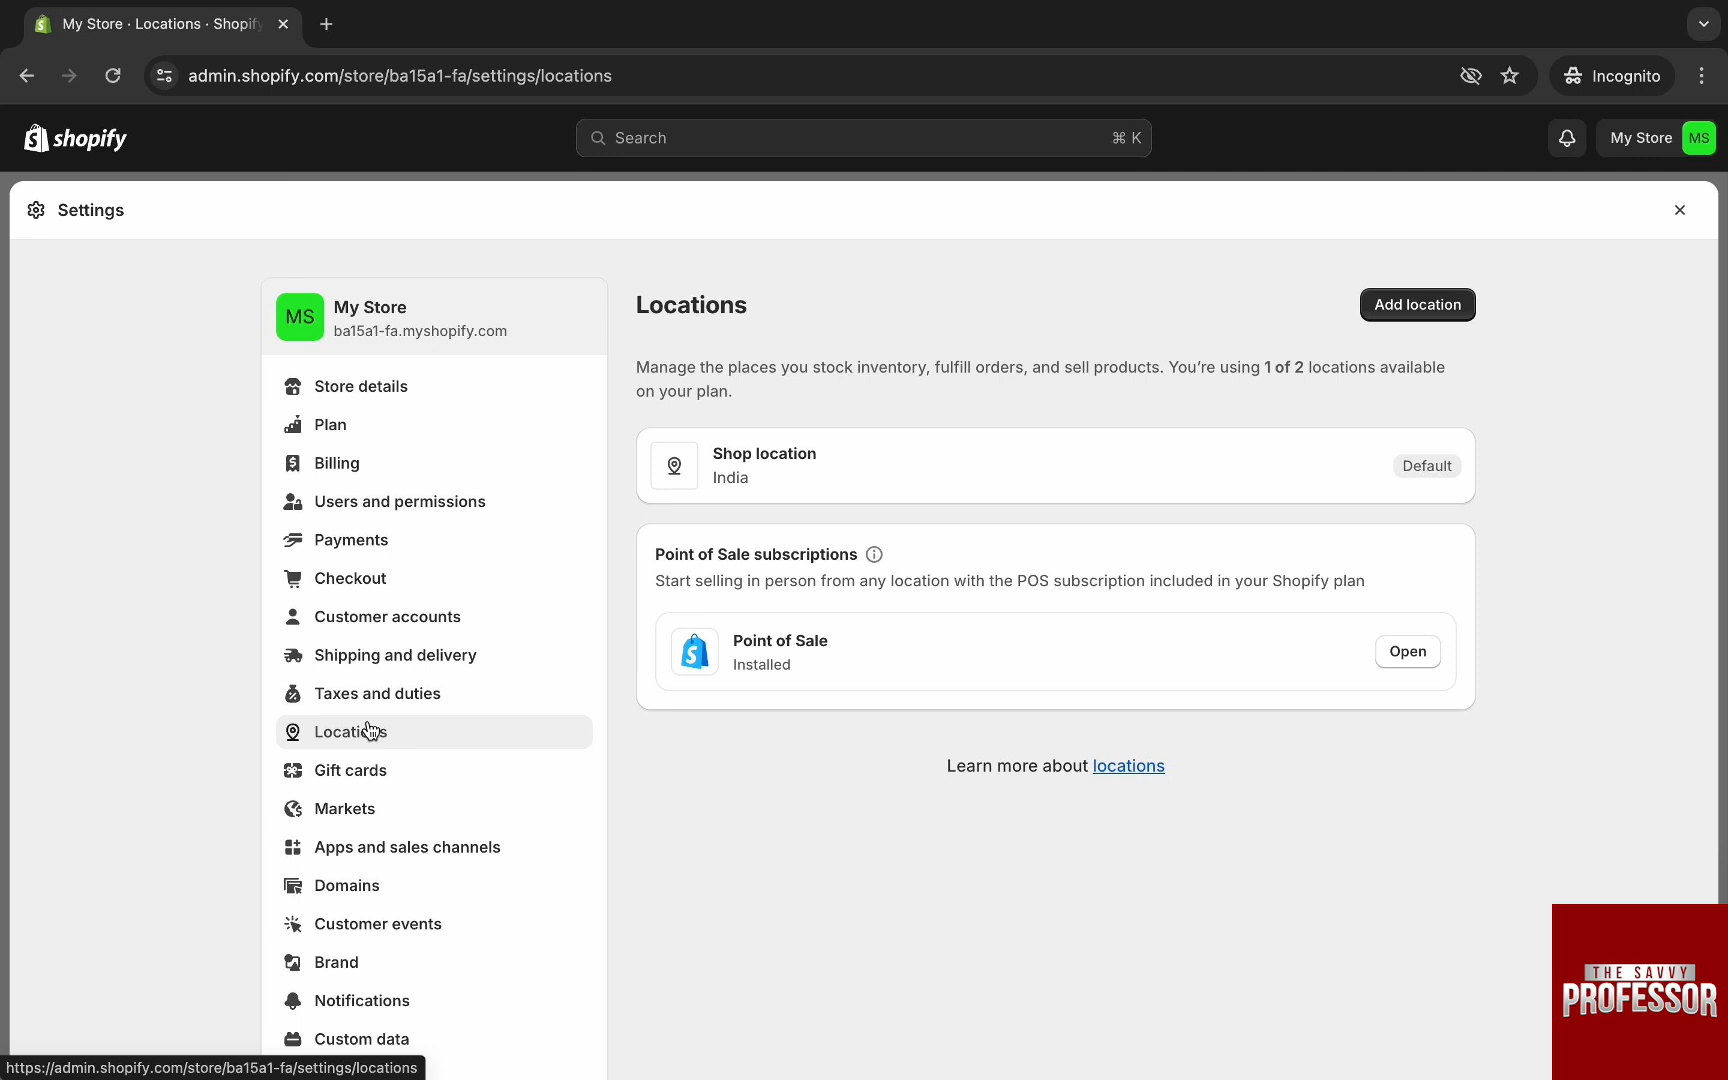 My Store · Locations · Shopify
admin.shopify.com/store/ba15a1-fa/settings/locations
Incognito
shopify
Search
⌘ K
My Store
MS
Settings
MS
My Store
ba15a1-fa.myshopify.com
Store details
Plan
Billing
Users and permissions
Payments
Checkout
Customer accounts
Shipping and delivery
Taxes and duties
Locations
Gift cards
Markets
Apps and sales channels
Domains
Customer events
Brand
Notifications
Custom data
Locations
Add location
Manage the places you stock inventory, fulfill orders, and sell products. You're using 1 of 2 locations available
on your plan.
Shop location
India
Default
Point of Sale subscriptions
Start selling in person from any location with the POS subscription included in your Shopify plan
Point of Sale
Installed
Open
Learn more about locations
THE SAVVY
PROFESSOR
https://admin.shopify.com/store/ba15a1-fa/settings/locations